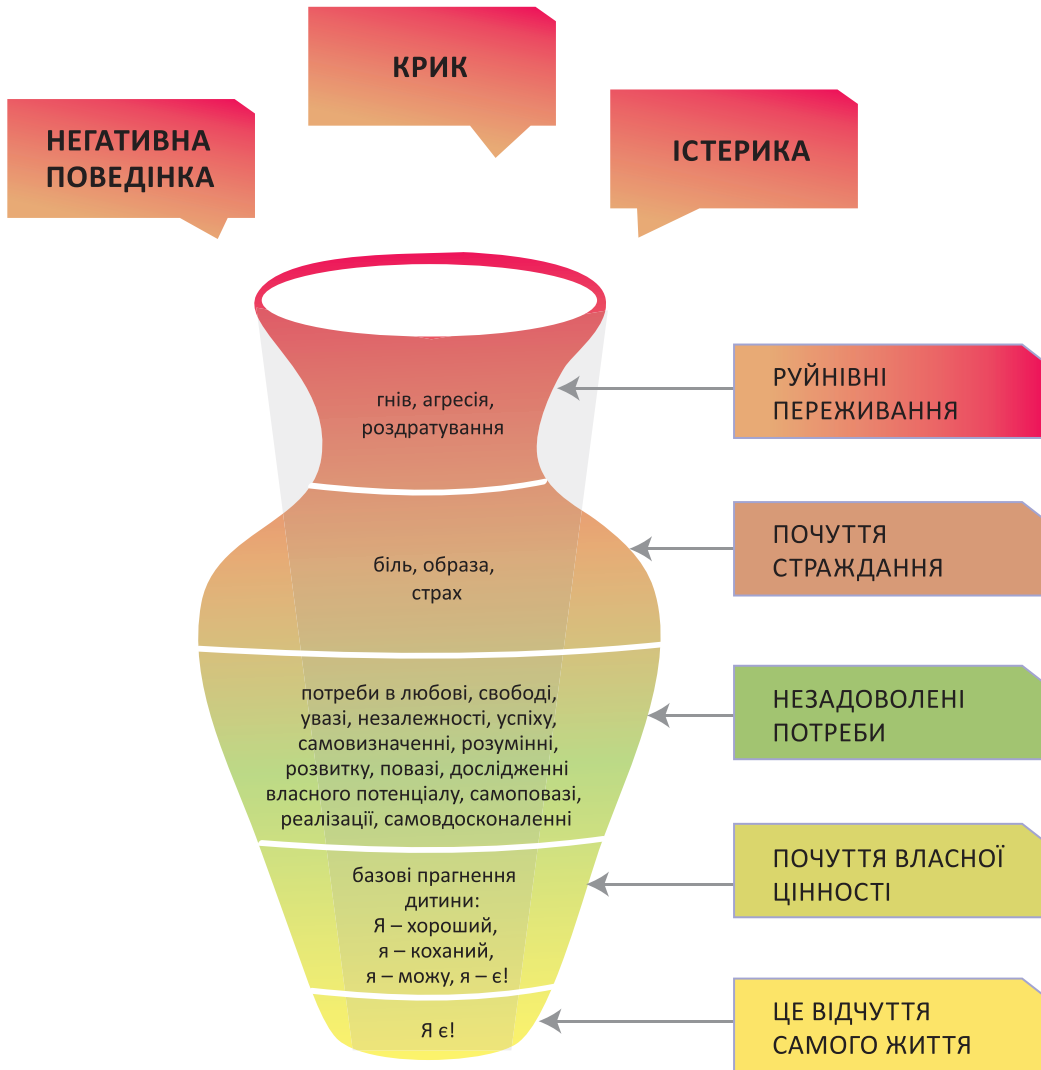 КРИК
НЕГАТИВНА
ПОВЕДІНКА
ІСТЕРИКА
гнів, агресія,
роздратування
РУЙНІВНІ
ПЕРЕЖИВАННЯ
біль, образа,
страх
ПОЧУТТЯ
СТРАЖДАННЯ
потреби в любові, свободі,
увазі, незалежності, успіху,
самовизначенні, розумінні,
розвитку, повазі, дослідженні
власного потенціалу, самоповазі,
реалізації, самовдосконаленні
НЕЗАДОВОЛЕНІ
ПОТРЕБИ
базові прагнення
дитини:
Я – хороший,
я – коханий,
я – можу, я – є!
ПОЧУТТЯ ВЛАСНОЇ
ЦІННОСТІ
Я є!
ЦЕ ВІДЧУТТЯ
САМОГО ЖИТТЯ